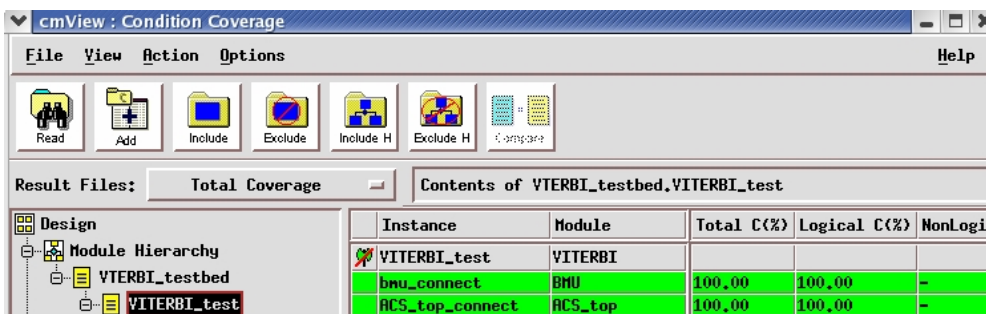 cmView : Condition Coverage
File View Action Options Help
Read Add Include Exclude Include H Exclude H Compare
Result Files: Total Coverage Contents of VTERBI_testbed.VITERBI_test
Design
Module Hierarchy
VTERBI_testbed
VITERBI_test
Instance Module Total C(%) Logical C(%) NonLogi
VITERBI_test VITERBI
bmu_connect BMU 100.00 100.00 -
ACS_top_connect ACS_top 100.00 100.00 -